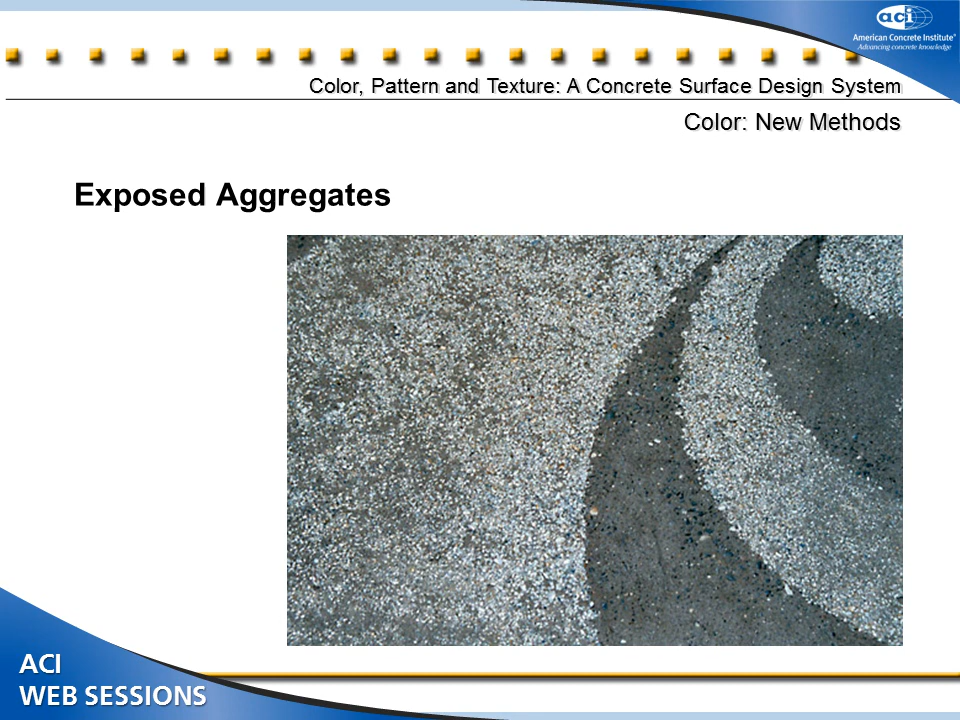 aci
American Concrete Institute®
Advancing concrete knowledge
Color, Pattern and Texture: A Concrete Surface Design System
Color: New Methods
Exposed Aggregates
ACI
WEB SESSIONS